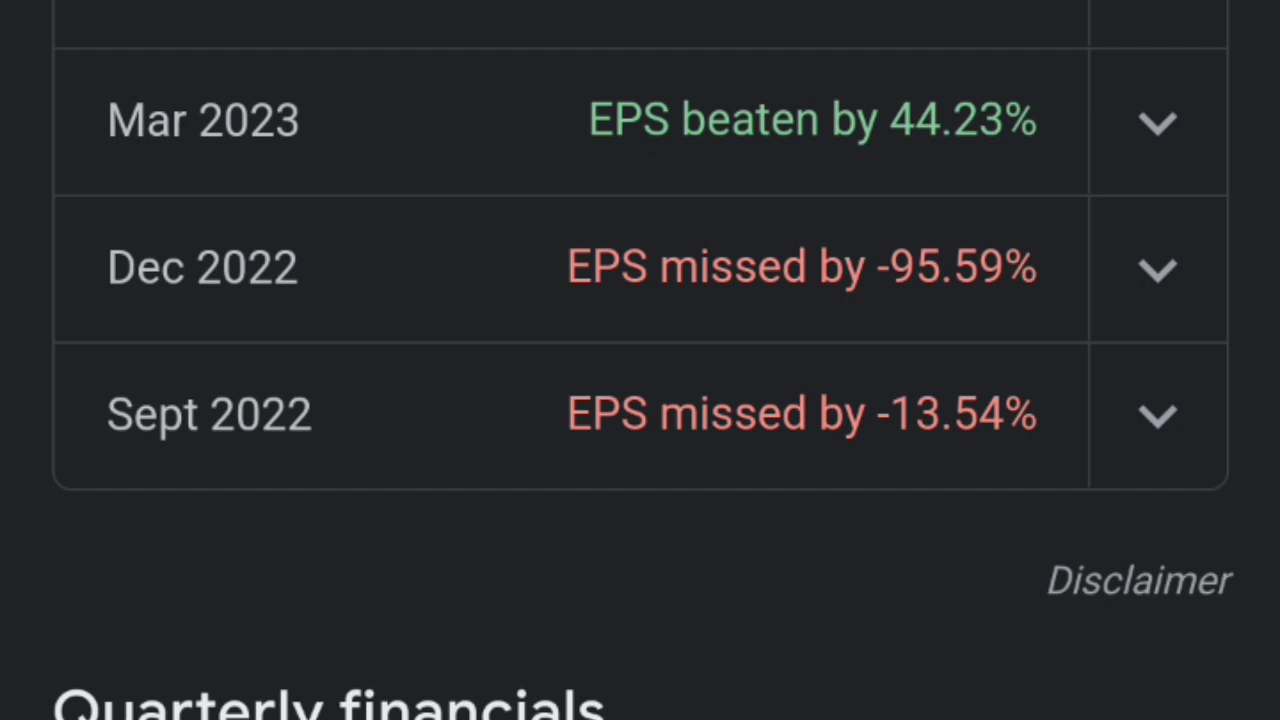 Mar 2023 EPS beaten by 44.23%
Dec 2022 EPS missed by -95.59%
Sept 2022 EPS missed by -13.54%
Disclaimer
Quarterly financials